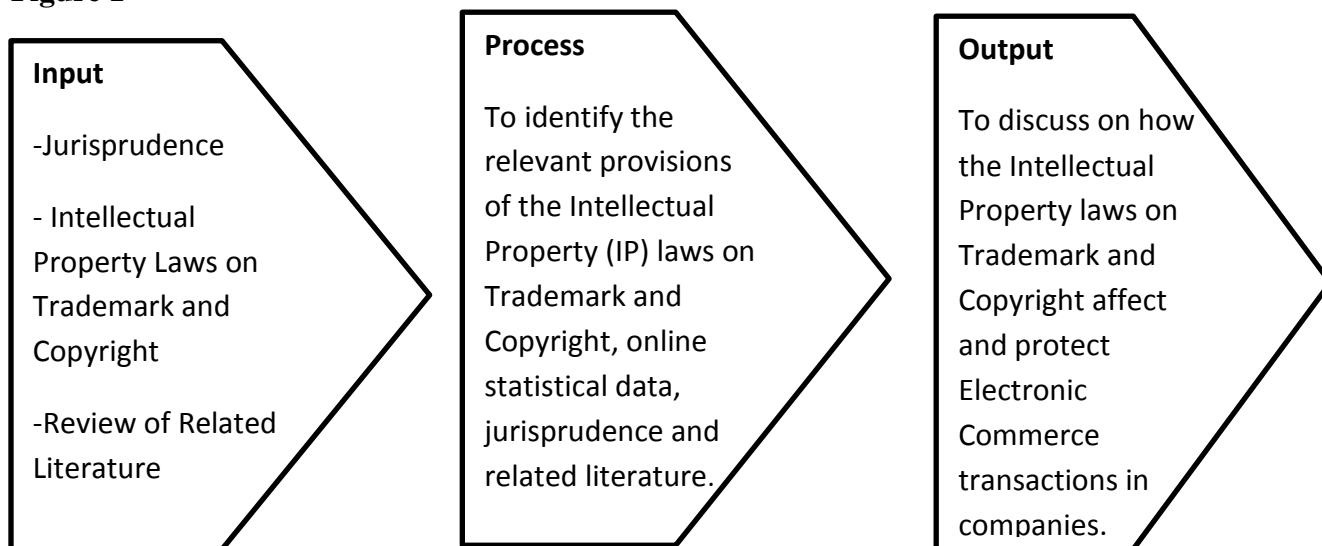 Input
-Jurisprudence
- Intellectual
Property Laws on
Trademark and
Copyright
-Review of Related
Literature
Process
To identify the
relevant provisions
of the Intellectual
Property (IP) laws on
Trademark and
Copyright, online
statistical data,
jurisprudence and
related literature.
Output
To discuss on how
the Intellectual
Property laws on
Trademark and
Copyright affect
and protect
Electronic
Commerce
transactions in
companies.